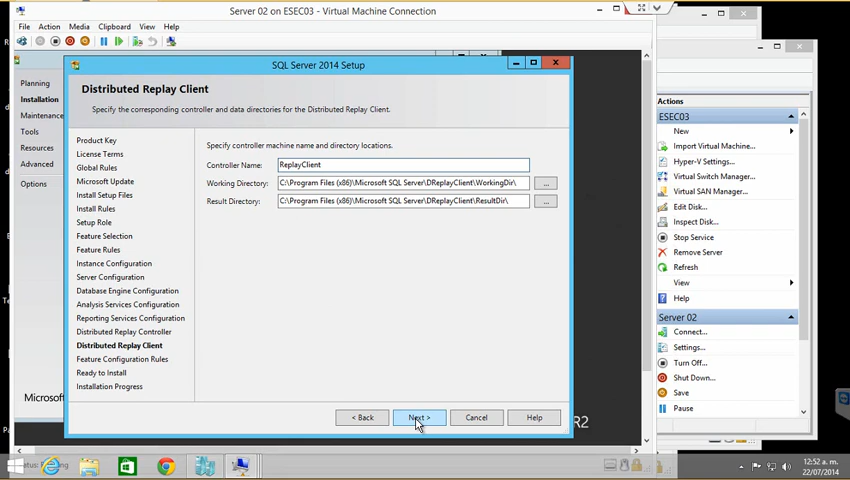 Server 02 on ESEC03 - Virtual Machine Connection
File Action Media Clipboard View Help
SQL Server 2014 Setup
Distributed Replay Client
Specify the corresponding controller and data directories for the Distributed Replay Client.
Planning
Installation
Maintenance
Tools
Resources
Advanced
Options
Product Key
License Terms
Global Rules
Microsoft Update
Install Setup Files
Install Rules
Setup Role
Feature Selection
Feature Rules
Instance Configuration
Server Configuration
Database Engine Configuration
Analysis Services Configuration
Reporting Services Configuration
Distributed Replay Controller
Distributed Replay Client
Feature Configuration Rules
Ready to Install
Installation Progress
Specify controller machine name and directory locations.
Controller Name: ReplayClient
Working Directory: C:\Program Files (x86)\Microsoft SQL Server\DReplayClient\WorkingDir\ ...
Result Directory: C:\Program Files (x86)\Microsoft SQL Server\DReplayClient\ResultDir\ ...
< Back Next > Cancel Help
Microsof
R2
Actions
ESEC03
New
Import Virtual Machine...
Hyper-V Settings...
Virtual Switch Manager...
Virtual SAN Manager...
Edit Disk...
Inspect Disk...
Stop Service
Remove Server
Refresh
View
Help
Server 02
Connect...
Settings...
Turn Off...
Shut Down...
Save
Pause
12:52 a. m.
22/07/2014